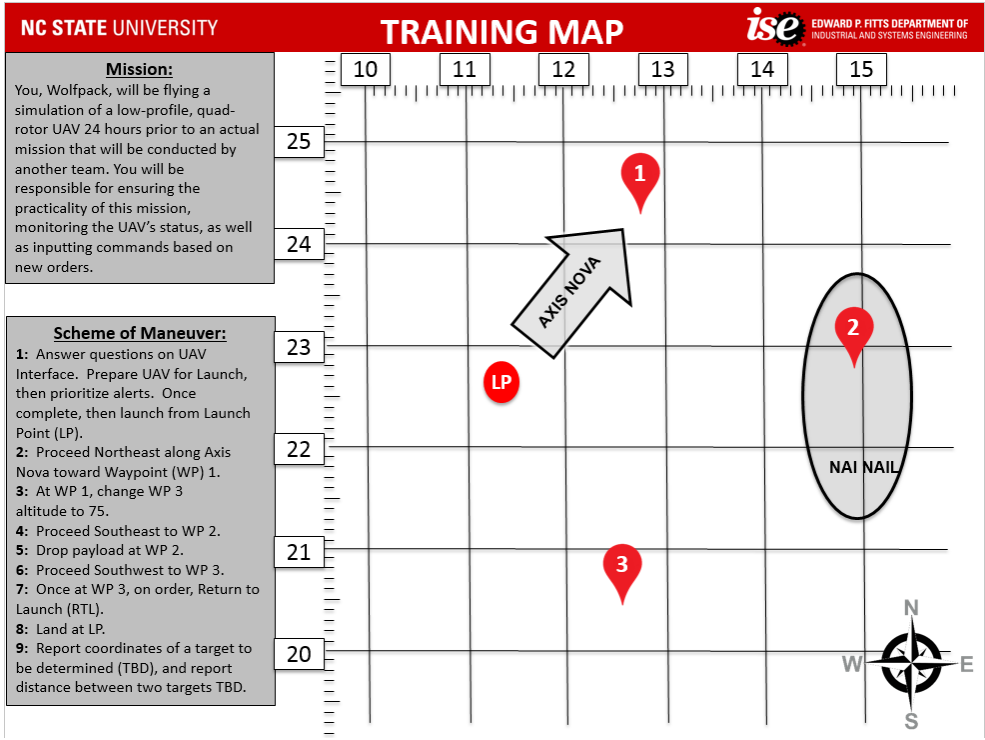 NC STATE UNIVERSITY
TRAINING MAP
ise
EDWARD P. FITTS DEPARTMENT OF
INDUSTRIAL AND SYSTEMS ENGINEERING
Mission:
You, Wolfpack, will be flying a
simulation of a low-profile, quad-
rotor UAV 24 hours prior to an actual
mission that will be conducted by
another team. You will be
responsible for ensuring the
practicality of this mission,
monitoring the UAV's status, as well
as inputting commands based on
new orders.
Scheme of Maneuver:
1: Answer questions on UAV
Interface. Prepare UAV for Launch,
then prioritize alerts. Once
complete, then launch from Launch
Point (LP).
2: Proceed Northeast along Axis
Nova toward Waypoint (WP) 1.
3: At WP 1, change WP 3
altitude to 75.
4: Proceed Southeast to WP 2.
5: Drop payload at WP 2.
6: Proceed Southwest to WP 3.
7: Once at WP 3, on order, Return to
Launch (RTL).
8: Land at LP.
9: Report coordinates of a target to
be determined (TBD), and report
distance between two targets TBD.
10 11 12 13 14 15
25
24
23
22
21
20
1
AXIS NOVA
2
LP
NAI NAIL
3
N
W E
S